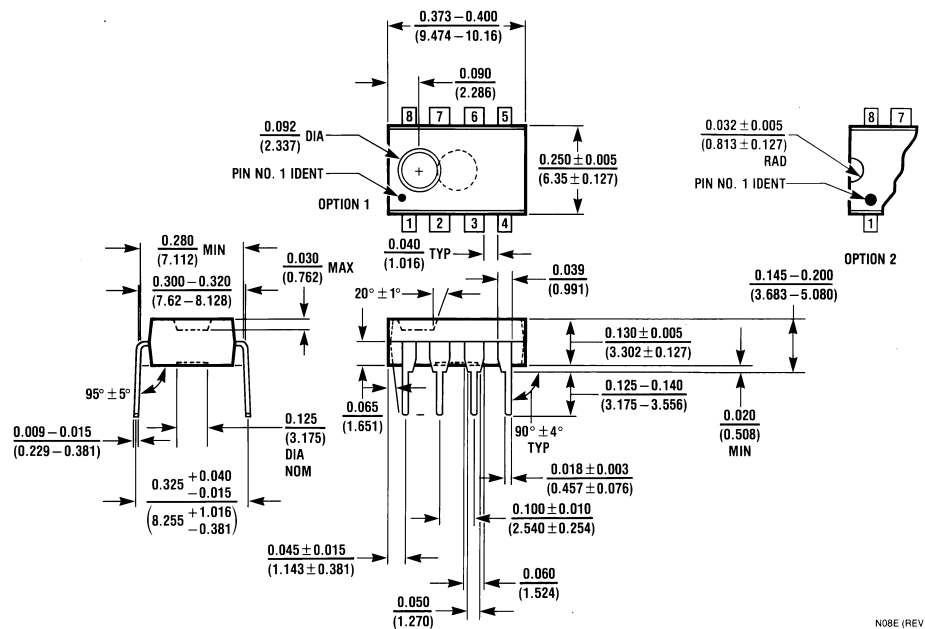 0.373 – 0.400
(9.474 – 10.16)
0.090
(2.286)
8 7 6 5
0.092 DIA
(2.337)
PIN NO. 1 IDENT
OPTION 1
1 2 3 4
0.250 ± 0.005
(6.35 ± 0.127)
0.032 ± 0.005
(0.813 ± 0.127)
RAD
PIN NO. 1 IDENT
8 7
1
OPTION 2
0.280 MIN
(7.112)
0.300 – 0.320
(7.62 – 8.128)
0.030 MAX
(0.762)
0.040 TYP
(1.016)
20° ± 1°
0.039
(0.991)
0.145 – 0.200
(3.683 – 5.080)
0.130 ± 0.005
(3.302 ± 0.127)
95° ± 5°
0.009 – 0.015
(0.229 – 0.381)
0.125
(3.175)
DIA
NOM
0.065
(1.651)
90° ± 4°
TYP
0.125 – 0.140
(3.175 – 3.556)
0.020
(0.508)
MIN
0.325 +0.040
–0.015
(8.255 +1.016
–0.381)
0.018 ± 0.003
(0.457 ± 0.076)
0.100 ± 0.010
(2.540 ± 0.254)
0.045 ± 0.015
(1.143 ± 0.381)
0.060
(1.524)
0.050
(1.270)
N08E (REV